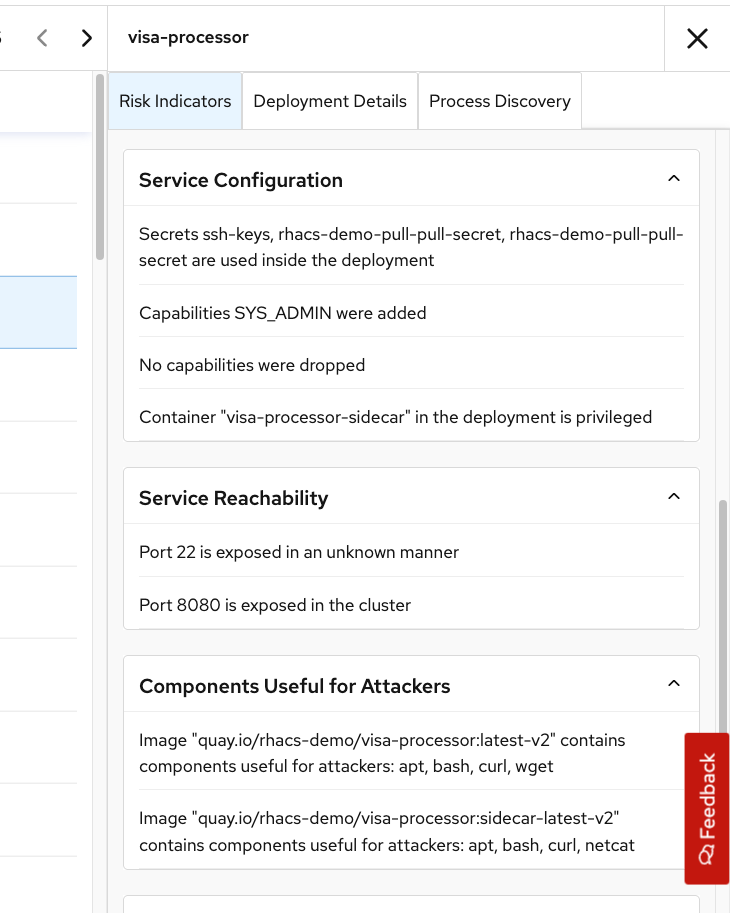 visa-processor
Risk Indicators
Deployment Details
Process Discovery
Service Configuration
Secrets ssh-keys, rhacs-demo-pull-pull-secret, rhacs-demo-pull-pull-
secret are used inside the deployment
Capabilities SYS_ADMIN were added
No capabilities were dropped
Container "visa-processor-sidecar" in the deployment is privileged
Service Reachability
Port 22 is exposed in an unknown manner
Port 8080 is exposed in the cluster
Components Useful for Attackers
Image "quay.io/rhacs-demo/visa-processor:latest-v2" contains
components useful for attackers: apt, bash, curl, wget
Image "quay.io/rhacs-demo/visa-processor:sidecar-latest-v2"
contains components useful for attackers: apt, bash, curl, netcat
Feedback